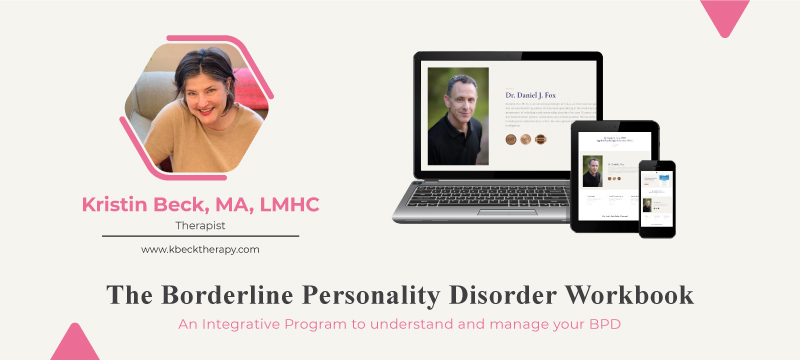 Kristin Beck, MA, LMHC
Therapist
www.kbecktherapy.com
Dr. Daniel J. Fox
The Borderline Personality Disorder Workbook
An Integrative Program to understand and manage your BPD